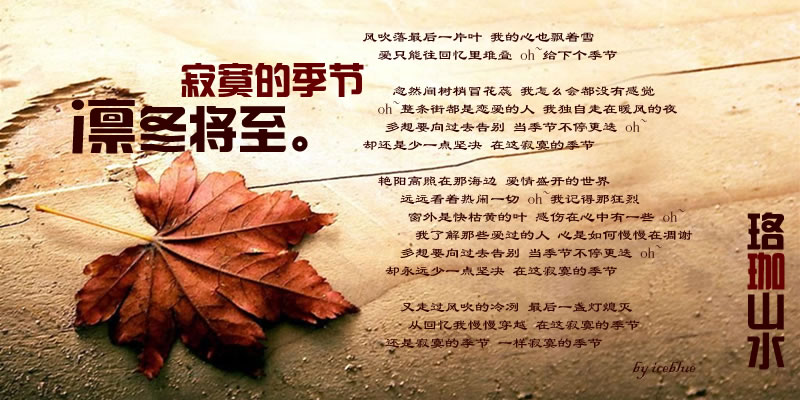 寂寞的季节
凛冬将至。
风吹落最后一片叶 我的心也飘着雪
爱只能往回忆里堆叠 oh~给下个季节
忽然间树梢冒花蕊 我怎么会都没有感觉
oh~整条街都是恋爱的人 我独自走在暖风的夜
多想要向过去告别 当季节不停更迭 oh~
却还是少一点坚决 在这寂寞的季节
艳阳高照在那海边 爱情盛开的世界
远远看着热闹一切 oh~我记得那狂烈
窗外是快枯黄的叶 感伤在心中有一些 oh~
我了解那些爱过的人 心是如何慢慢在凋谢
多想要向过去告别 当季节不停更迭 oh~
却永远少一点坚决 在这寂寞的季节
又走过风吹的冷冽 最后一盏灯熄灭
从回忆我慢慢穿越 在这寂寞的季节
还是寂寞的季节 一样寂寞的季节
by iceblue
珞珈山水